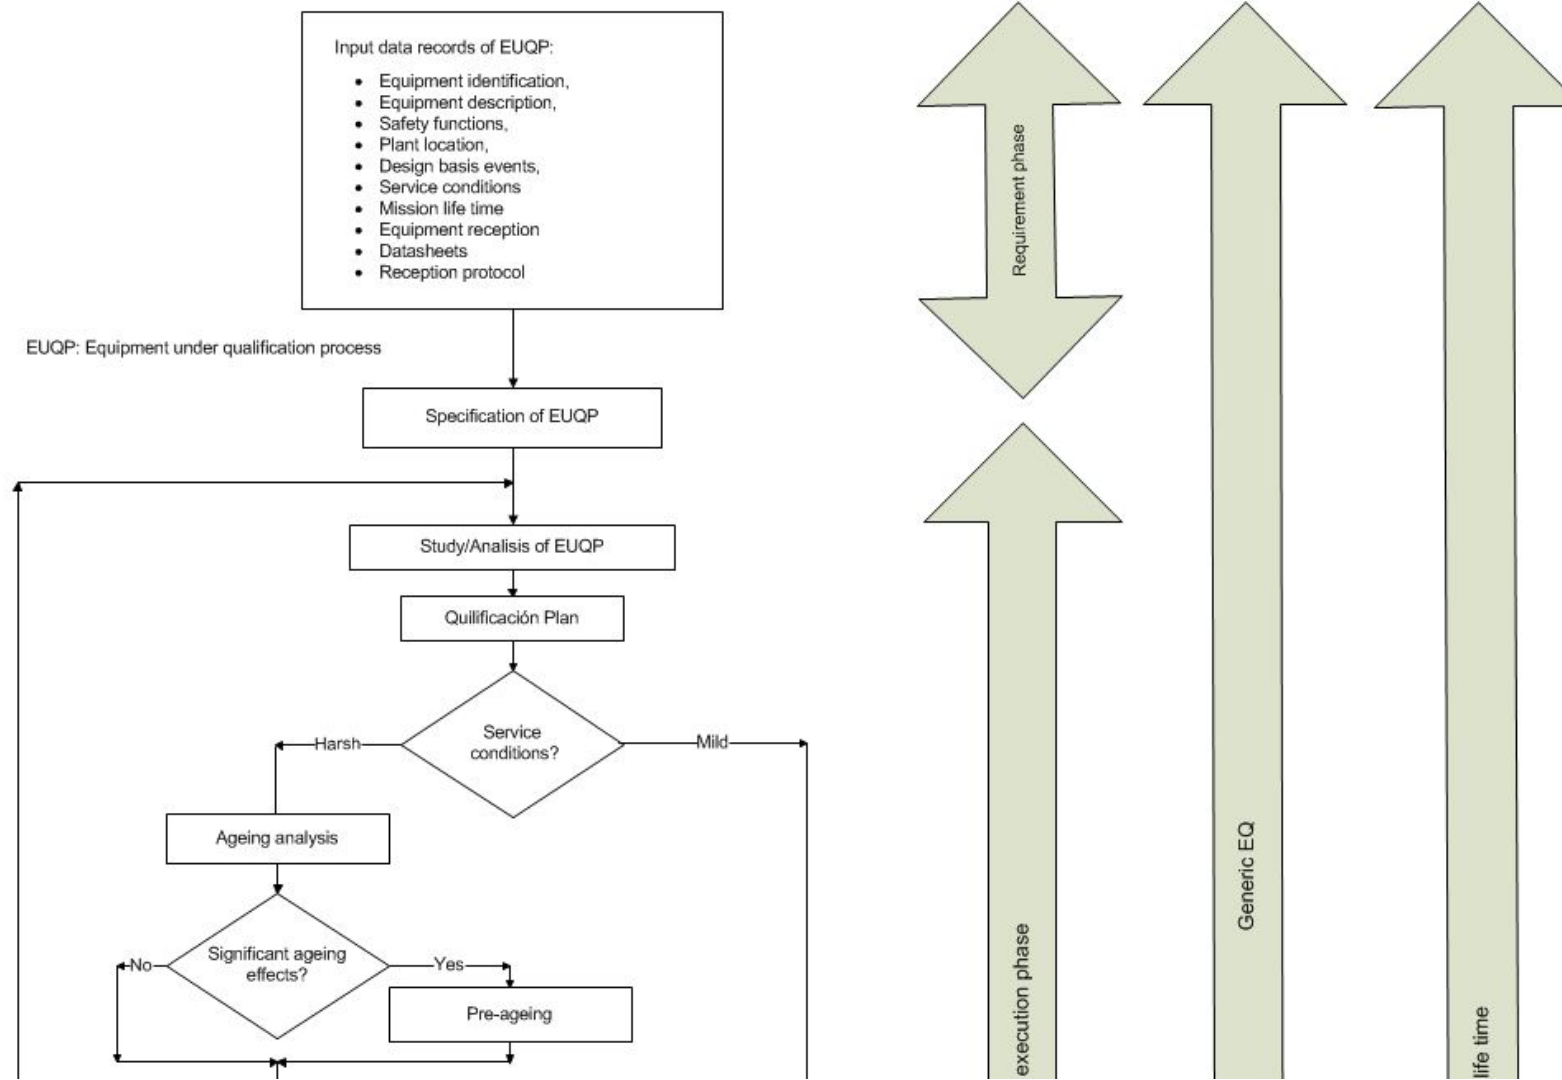 Input data records of EUQP:
• Equipment identification,
• Equipment description,
• Safety functions,
• Plant location,
• Design basis events,
• Service conditions
• Mission life time
• Equipment reception
• Datasheets
• Reception protocol
EUQP: Equipment under qualification process
Specification of EUQP
Study/Analisis of EUQP
Quilificación Plan
Service
conditions?
Harsh
Mild
Ageing analysis
Significant ageing
effects?
No
Yes
Pre-ageing
Requirement phase
execution phase
Generic EQ
life time